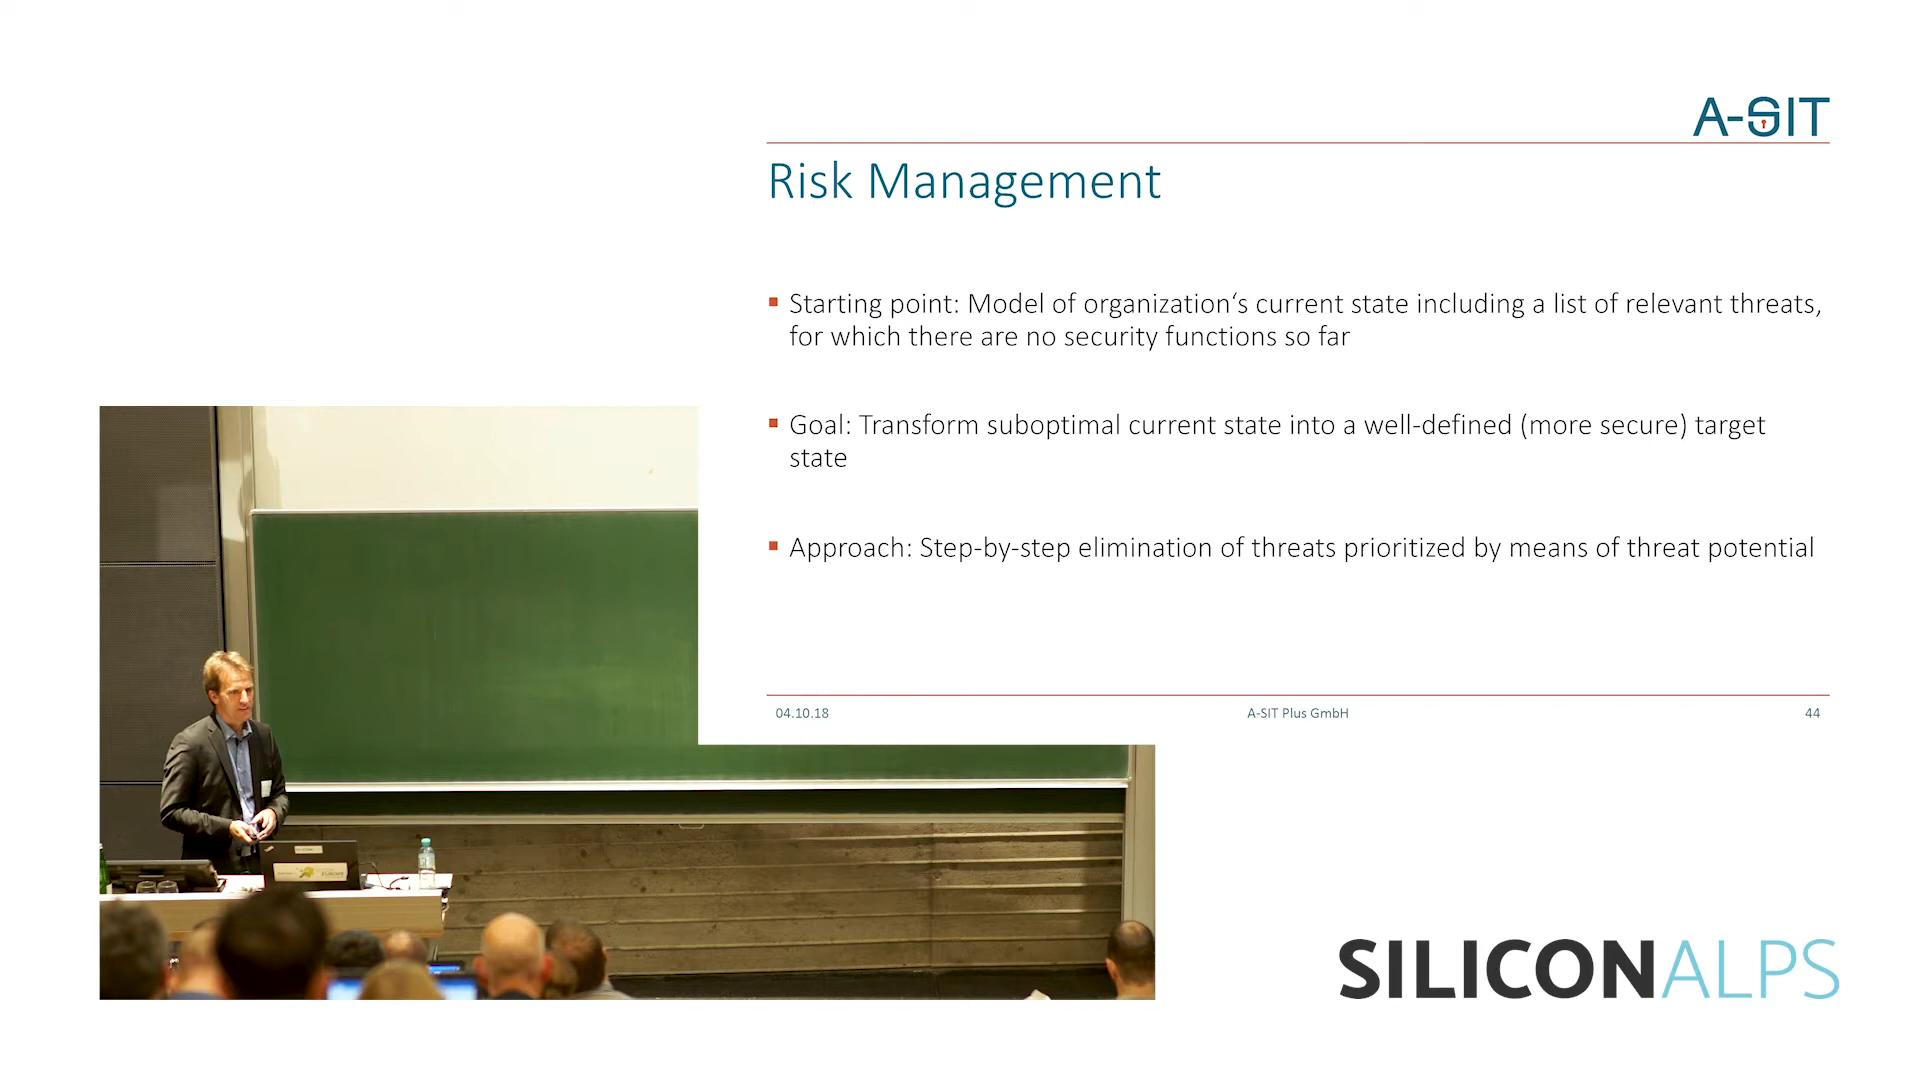 A-SIT
Risk Management
▪ Starting point: Model of organization‘s current state including a list of relevant threats,
for which there are no security functions so far
▪ Goal: Transform suboptimal current state into a well-defined (more secure) target
state
▪ Approach: Step-by-step elimination of threats prioritized by means of threat potential
04.10.18 A-SIT Plus GmbH 44
SILICONALPS